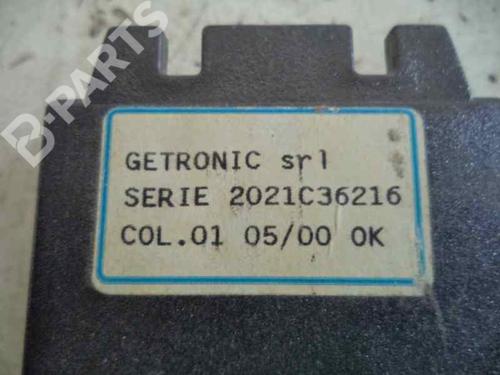 B-PARTS
GETRONIC srl
SERIE 2021C36216
COL.01 05/00 OK